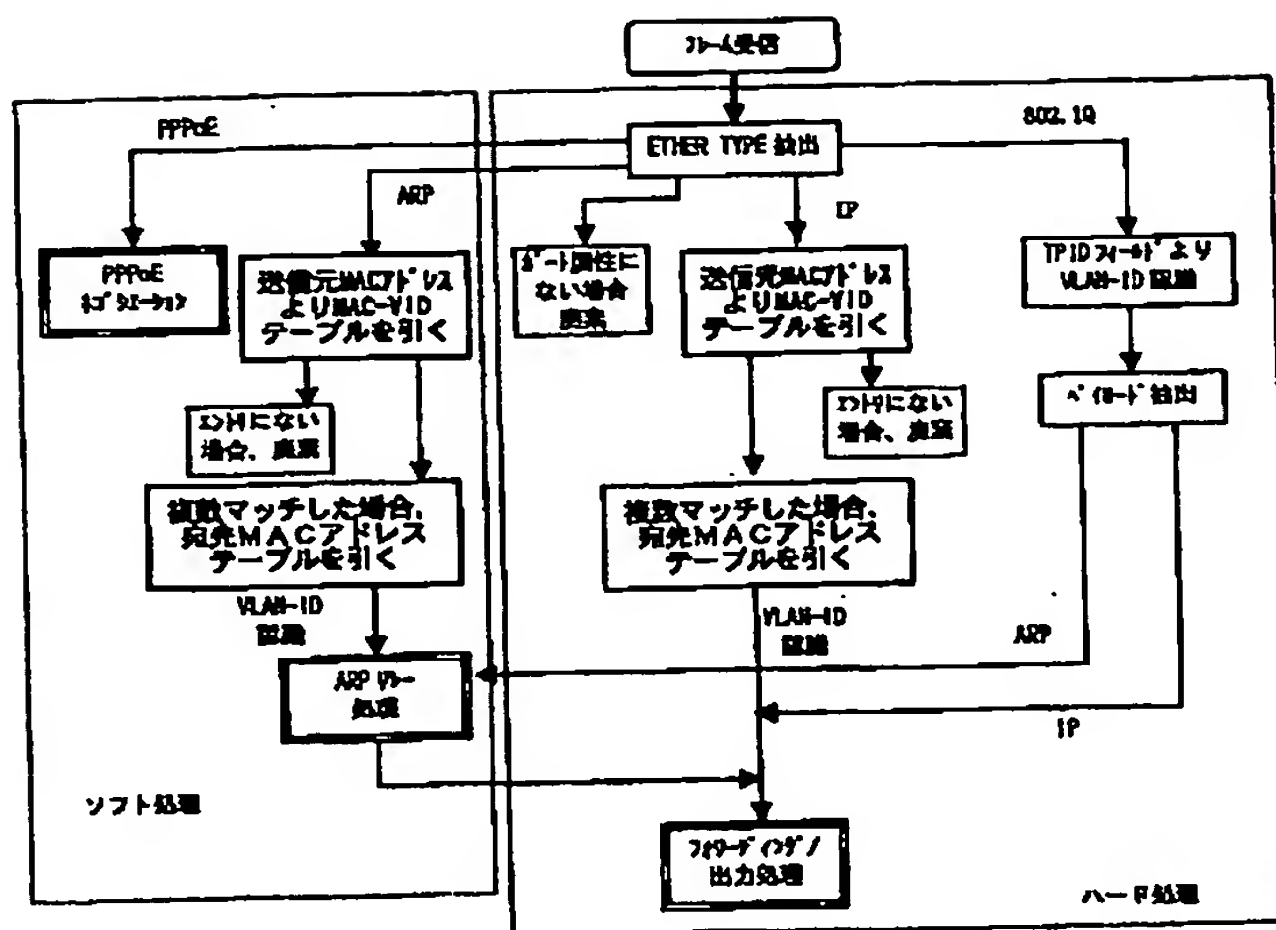 フレーム受信
PPPoE
802.1Q
ETHER TYPE 抽出
ARP
IP
PPPoE
ネゴシエーション
送信元MACアドレス
よりMAC-VID
テーブルを引く
ポート属性に
ない場合
廃棄
送信元MACアドレス
よりMAC-VID
テーブルを引く
TPIDフィールドより
VLAN-ID認識
エントリにない
場合、廃棄
エントリにない
場合、廃棄
ペイロード抽出
複数マッチした場合、
宛先MACアドレス
テーブルを引く
複数マッチした場合、
宛先MACアドレス
テーブルを引く
VLAN-ID
認識
VLAN-ID
認識
ARP
ARPリレー
処理
IP
ソフト処理
フォワーディング/
出力処理
ハード処理